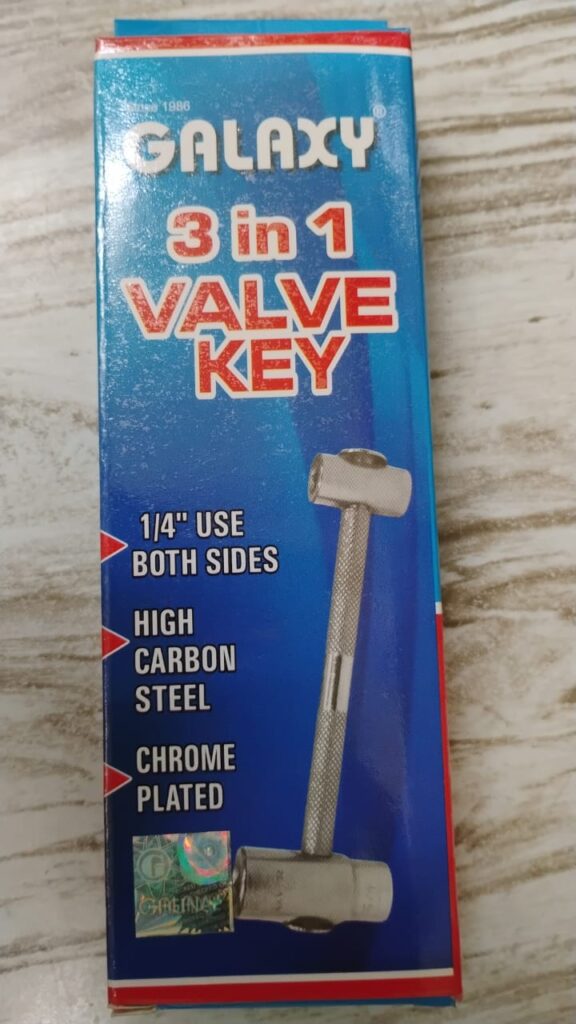 Since 1986
GALAXY®
3 in 1
VALVE
KEY
1/4" USE
BOTH SIDES
HIGH
CARBON
STEEL
CHROME
PLATED